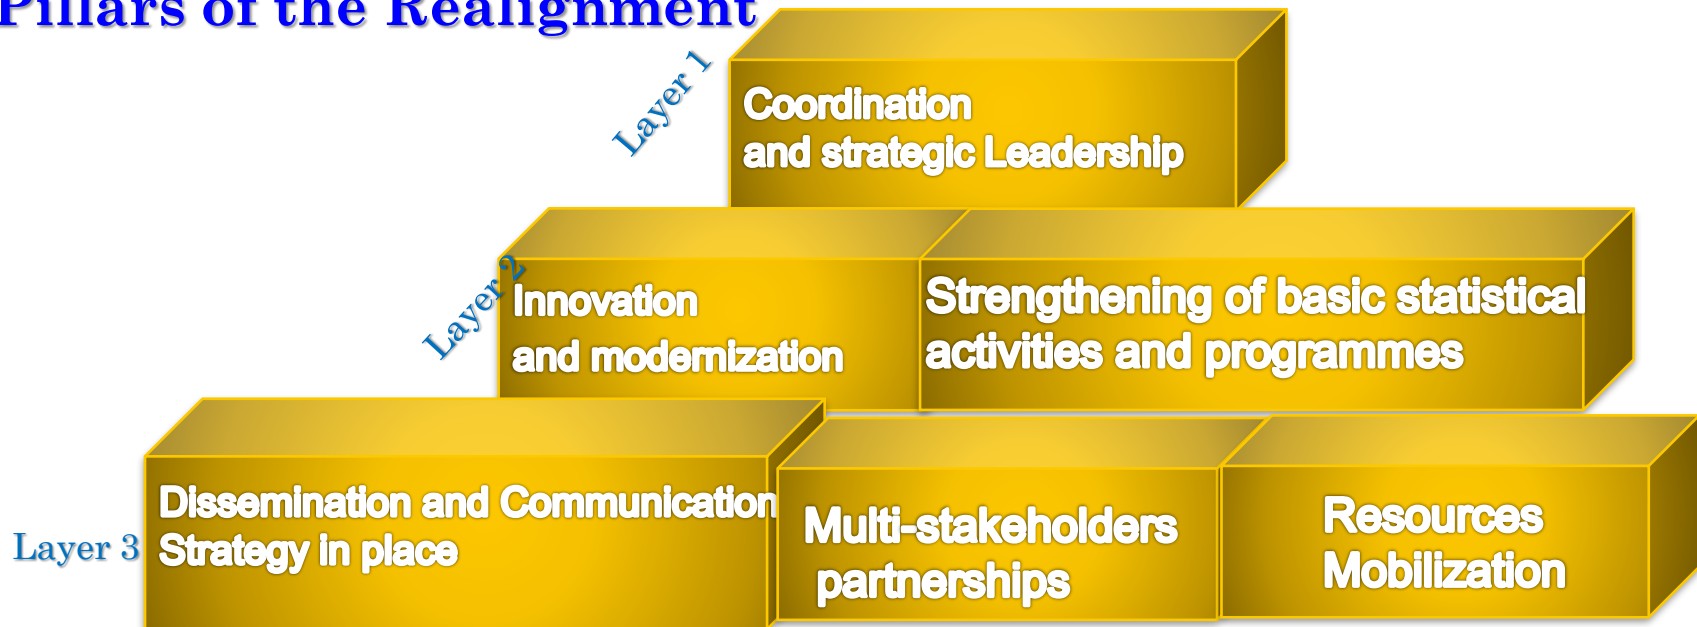 Pillars of the Realignment
Layer 1
Coordination
and strategic Leadership
Layer 2
Innovation
and modernization
Strengthening of basic statistical
activities and programmes
Layer 3
Dissemination and Communication
Strategy in place
Multi-stakeholders
partnerships
Resources
Mobilization